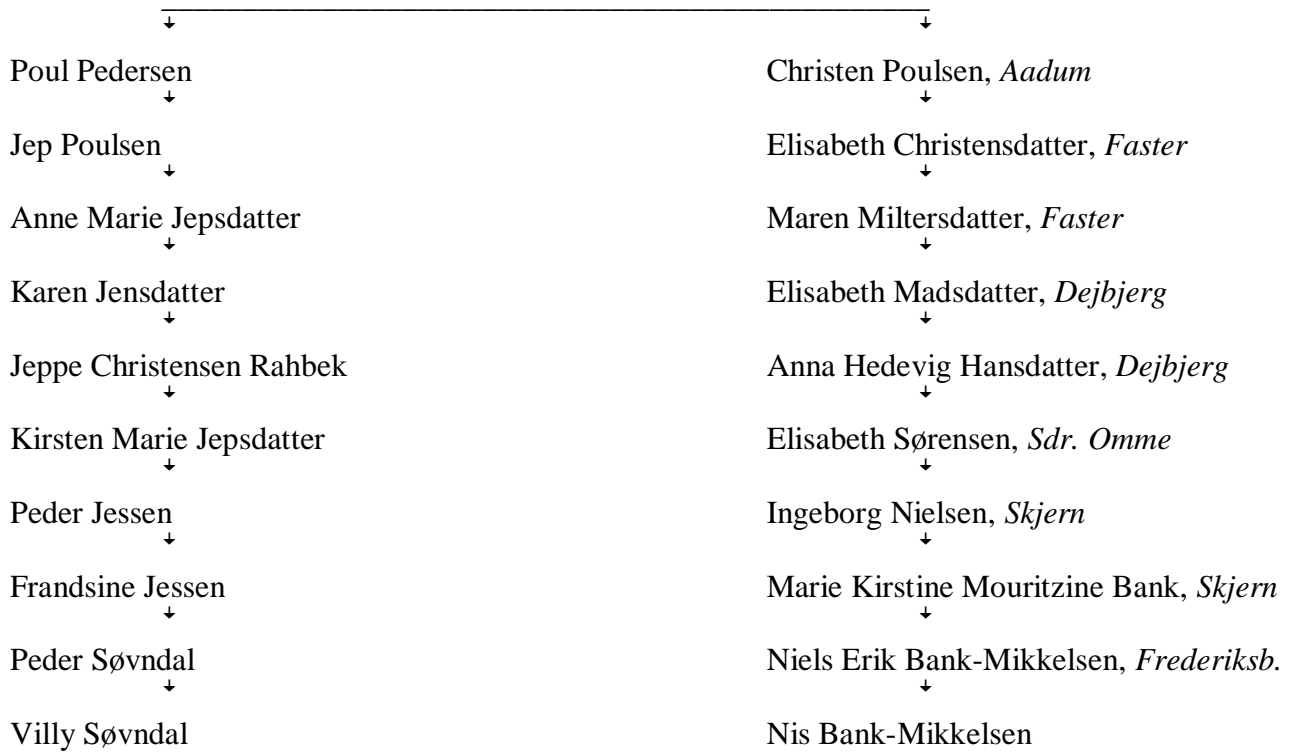 Poul Pedersen Christen Poulsen, Aadum
Jep Poulsen Elisabeth Christensdatter, Faster
Anne Marie Jepsdatter Maren Miltersdatter, Faster
Karen Jensdatter Elisabeth Madsdatter, Dejbjerg
Jeppe Christensen Rahbek Anna Hedevig Hansdatter, Dejbjerg
Kirsten Marie Jepsdatter Elisabeth Sørensen, Sdr. Omme
Peder Jessen Ingeborg Nielsen, Skjern
Frandsine Jessen Marie Kirstine Mouritzine Bank, Skjern
Peder Søvndal Niels Erik Bank-Mikkelsen, Frederiksb.
Villy Søvndal Nis Bank-Mikkelsen